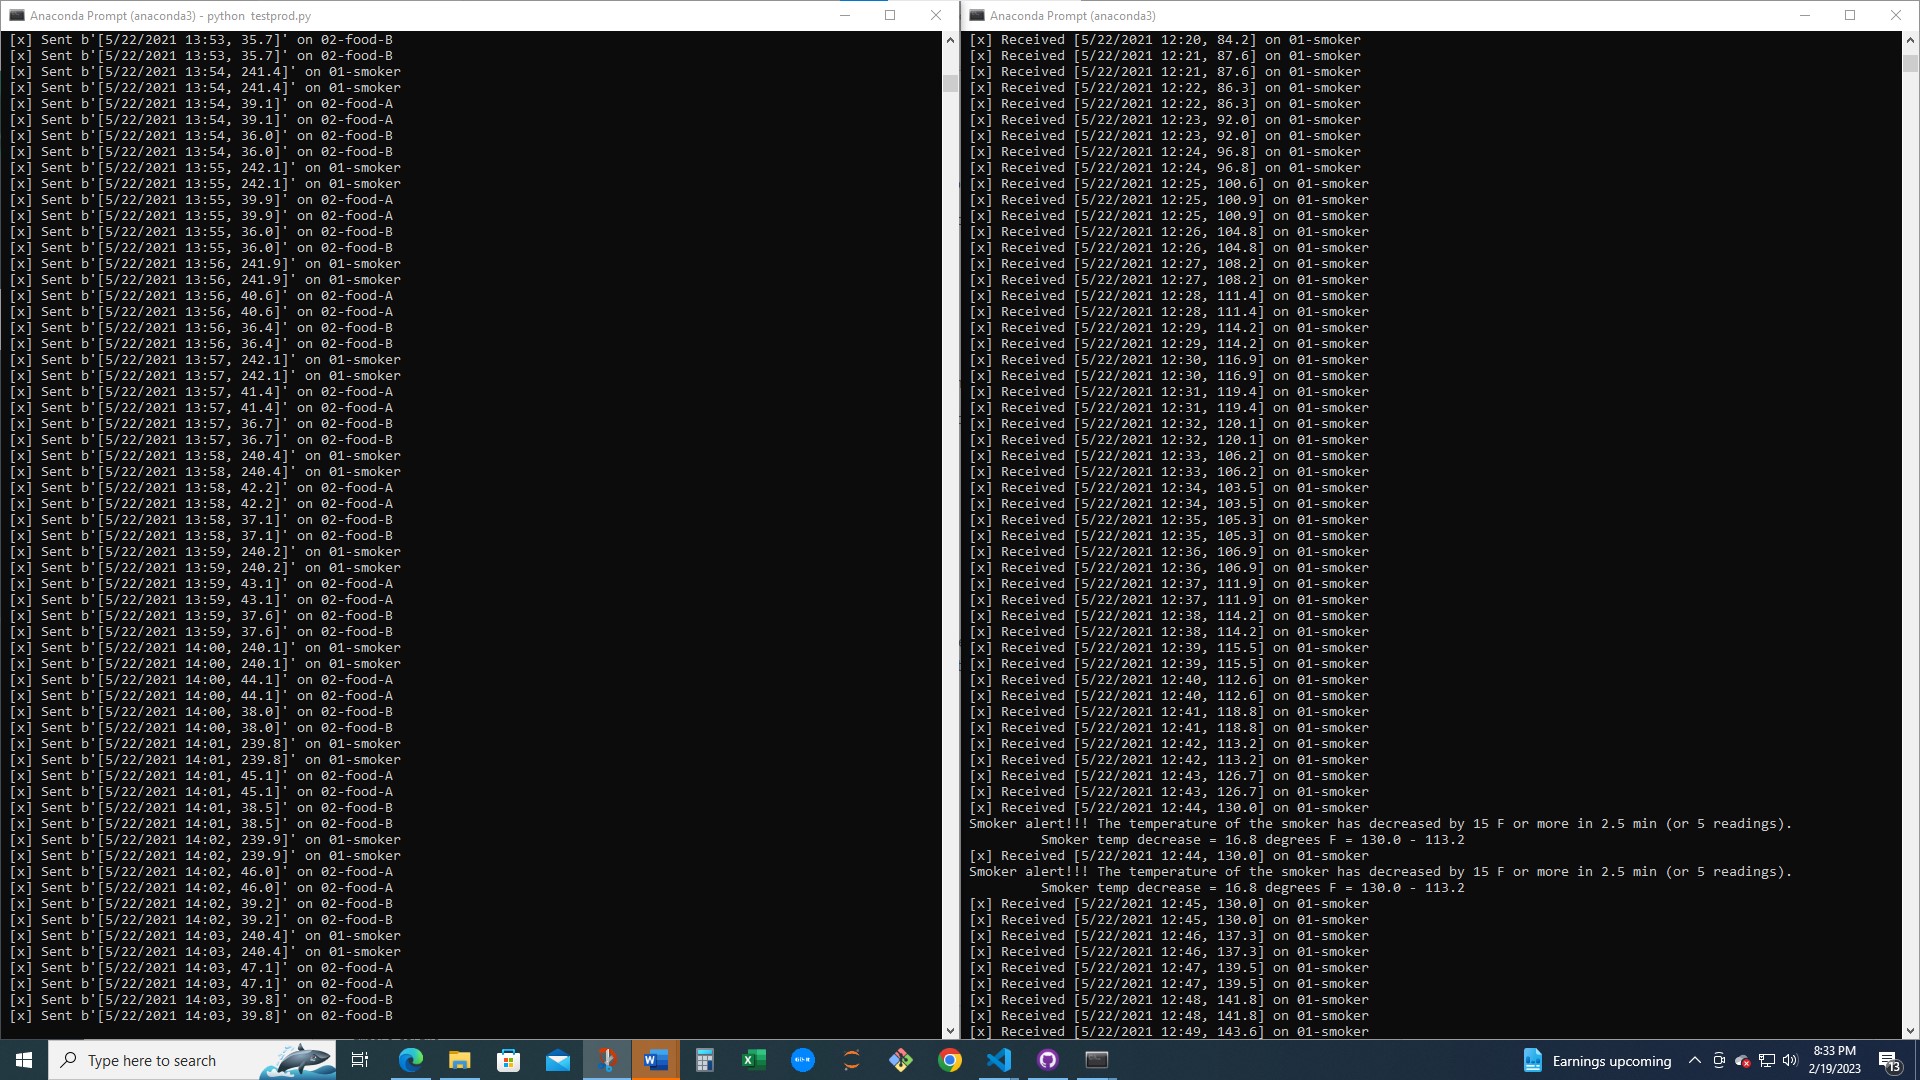 Anaconda Prompt (anaconda3) - python  testprod.py
[x] Sent b'[5/22/2021 13:53, 35.7]' on 02-food-B
[x] Sent b'[5/22/2021 13:53, 35.7]' on 02-food-B
[x] Sent b'[5/22/2021 13:54, 241.4]' on 01-smoker
[x] Sent b'[5/22/2021 13:54, 241.4]' on 01-smoker
[x] Sent b'[5/22/2021 13:54, 39.1]' on 02-food-A
[x] Sent b'[5/22/2021 13:54, 39.1]' on 02-food-A
[x] Sent b'[5/22/2021 13:54, 36.0]' on 02-food-B
[x] Sent b'[5/22/2021 13:54, 36.0]' on 02-food-B
[x] Sent b'[5/22/2021 13:55, 242.1]' on 01-smoker
[x] Sent b'[5/22/2021 13:55, 242.1]' on 01-smoker
[x] Sent b'[5/22/2021 13:55, 39.9]' on 02-food-A
[x] Sent b'[5/22/2021 13:55, 39.9]' on 02-food-A
[x] Sent b'[5/22/2021 13:55, 36.0]' on 02-food-B
[x] Sent b'[5/22/2021 13:55, 36.0]' on 02-food-B
[x] Sent b'[5/22/2021 13:56, 241.9]' on 01-smoker
[x] Sent b'[5/22/2021 13:56, 241.9]' on 01-smoker
[x] Sent b'[5/22/2021 13:56, 40.6]' on 02-food-A
[x] Sent b'[5/22/2021 13:56, 40.6]' on 02-food-A
[x] Sent b'[5/22/2021 13:56, 36.4]' on 02-food-B
[x] Sent b'[5/22/2021 13:56, 36.4]' on 02-food-B
[x] Sent b'[5/22/2021 13:57, 242.1]' on 01-smoker
[x] Sent b'[5/22/2021 13:57, 242.1]' on 01-smoker
[x] Sent b'[5/22/2021 13:57, 41.4]' on 02-food-A
[x] Sent b'[5/22/2021 13:57, 41.4]' on 02-food-A
[x] Sent b'[5/22/2021 13:57, 36.7]' on 02-food-B
[x] Sent b'[5/22/2021 13:57, 36.7]' on 02-food-B
[x] Sent b'[5/22/2021 13:58, 240.4]' on 01-smoker
[x] Sent b'[5/22/2021 13:58, 240.4]' on 01-smoker
[x] Sent b'[5/22/2021 13:58, 42.2]' on 02-food-A
[x] Sent b'[5/22/2021 13:58, 42.2]' on 02-food-A
[x] Sent b'[5/22/2021 13:58, 37.1]' on 02-food-B
[x] Sent b'[5/22/2021 13:58, 37.1]' on 02-food-B
[x] Sent b'[5/22/2021 13:59, 240.2]' on 01-smoker
[x] Sent b'[5/22/2021 13:59, 240.2]' on 01-smoker
[x] Sent b'[5/22/2021 13:59, 43.1]' on 02-food-A
[x] Sent b'[5/22/2021 13:59, 43.1]' on 02-food-A
[x] Sent b'[5/22/2021 13:59, 37.6]' on 02-food-B
[x] Sent b'[5/22/2021 13:59, 37.6]' on 02-food-B
[x] Sent b'[5/22/2021 14:00, 240.1]' on 01-smoker
[x] Sent b'[5/22/2021 14:00, 240.1]' on 01-smoker
[x] Sent b'[5/22/2021 14:00, 44.1]' on 02-food-A
[x] Sent b'[5/22/2021 14:00, 44.1]' on 02-food-A
[x] Sent b'[5/22/2021 14:00, 38.0]' on 02-food-B
[x] Sent b'[5/22/2021 14:00, 38.0]' on 02-food-B
[x] Sent b'[5/22/2021 14:01, 239.8]' on 01-smoker
[x] Sent b'[5/22/2021 14:01, 239.8]' on 01-smoker
[x] Sent b'[5/22/2021 14:01, 45.1]' on 02-food-A
[x] Sent b'[5/22/2021 14:01, 45.1]' on 02-food-A
[x] Sent b'[5/22/2021 14:01, 38.5]' on 02-food-B
[x] Sent b'[5/22/2021 14:01, 38.5]' on 02-food-B
[x] Sent b'[5/22/2021 14:02, 239.9]' on 01-smoker
[x] Sent b'[5/22/2021 14:02, 239.9]' on 01-smoker
[x] Sent b'[5/22/2021 14:02, 46.0]' on 02-food-A
[x] Sent b'[5/22/2021 14:02, 46.0]' on 02-food-A
[x] Sent b'[5/22/2021 14:02, 39.2]' on 02-food-B
[x] Sent b'[5/22/2021 14:02, 39.2]' on 02-food-B
[x] Sent b'[5/22/2021 14:03, 240.4]' on 01-smoker
[x] Sent b'[5/22/2021 14:03, 240.4]' on 01-smoker
[x] Sent b'[5/22/2021 14:03, 47.1]' on 02-food-A
[x] Sent b'[5/22/2021 14:03, 47.1]' on 02-food-A
[x] Sent b'[5/22/2021 14:03, 39.8]' on 02-food-B
[x] Sent b'[5/22/2021 14:03, 39.8]' on 02-food-B
Anaconda Prompt (anaconda3)
[x] Received [5/22/2021 12:20, 84.2] on 01-smoker
[x] Received [5/22/2021 12:21, 87.6] on 01-smoker
[x] Received [5/22/2021 12:21, 87.6] on 01-smoker
[x] Received [5/22/2021 12:22, 86.3] on 01-smoker
[x] Received [5/22/2021 12:22, 86.3] on 01-smoker
[x] Received [5/22/2021 12:23, 92.0] on 01-smoker
[x] Received [5/22/2021 12:23, 92.0] on 01-smoker
[x] Received [5/22/2021 12:24, 96.8] on 01-smoker
[x] Received [5/22/2021 12:24, 96.8] on 01-smoker
[x] Received [5/22/2021 12:25, 100.6] on 01-smoker
[x] Received [5/22/2021 12:25, 100.9] on 01-smoker
[x] Received [5/22/2021 12:25, 100.9] on 01-smoker
[x] Received [5/22/2021 12:26, 104.8] on 01-smoker
[x] Received [5/22/2021 12:26, 104.8] on 01-smoker
[x] Received [5/22/2021 12:27, 108.2] on 01-smoker
[x] Received [5/22/2021 12:27, 108.2] on 01-smoker
[x] Received [5/22/2021 12:28, 111.4] on 01-smoker
[x] Received [5/22/2021 12:28, 111.4] on 01-smoker
[x] Received [5/22/2021 12:29, 114.2] on 01-smoker
[x] Received [5/22/2021 12:29, 114.2] on 01-smoker
[x] Received [5/22/2021 12:30, 116.9] on 01-smoker
[x] Received [5/22/2021 12:30, 116.9] on 01-smoker
[x] Received [5/22/2021 12:31, 119.4] on 01-smoker
[x] Received [5/22/2021 12:31, 119.4] on 01-smoker
[x] Received [5/22/2021 12:32, 120.1] on 01-smoker
[x] Received [5/22/2021 12:32, 120.1] on 01-smoker
[x] Received [5/22/2021 12:33, 106.2] on 01-smoker
[x] Received [5/22/2021 12:33, 106.2] on 01-smoker
[x] Received [5/22/2021 12:34, 103.5] on 01-smoker
[x] Received [5/22/2021 12:34, 103.5] on 01-smoker
[x] Received [5/22/2021 12:35, 105.3] on 01-smoker
[x] Received [5/22/2021 12:35, 105.3] on 01-smoker
[x] Received [5/22/2021 12:36, 106.9] on 01-smoker
[x] Received [5/22/2021 12:36, 106.9] on 01-smoker
[x] Received [5/22/2021 12:37, 111.9] on 01-smoker
[x] Received [5/22/2021 12:37, 111.9] on 01-smoker
[x] Received [5/22/2021 12:38, 114.2] on 01-smoker
[x] Received [5/22/2021 12:38, 114.2] on 01-smoker
[x] Received [5/22/2021 12:39, 115.5] on 01-smoker
[x] Received [5/22/2021 12:39, 115.5] on 01-smoker
[x] Received [5/22/2021 12:40, 112.6] on 01-smoker
[x] Received [5/22/2021 12:40, 112.6] on 01-smoker
[x] Received [5/22/2021 12:41, 118.8] on 01-smoker
[x] Received [5/22/2021 12:41, 118.8] on 01-smoker
[x] Received [5/22/2021 12:42, 113.2] on 01-smoker
[x] Received [5/22/2021 12:42, 113.2] on 01-smoker
[x] Received [5/22/2021 12:43, 126.7] on 01-smoker
[x] Received [5/22/2021 12:43, 126.7] on 01-smoker
[x] Received [5/22/2021 12:44, 130.0] on 01-smoker
Smoker alert!!! The temperature of the smoker has decreased by 15 F or more in 2.5 min (or 5 readings).
Smoker temp decrease = 16.8 degrees F = 130.0 - 113.2
[x] Received [5/22/2021 12:44, 130.0] on 01-smoker
Smoker alert!!! The temperature of the smoker has decreased by 15 F or more in 2.5 min (or 5 readings).
Smoker temp decrease = 16.8 degrees F = 130.0 - 113.2
[x] Received [5/22/2021 12:45, 130.0] on 01-smoker
[x] Received [5/22/2021 12:45, 130.0] on 01-smoker
[x] Received [5/22/2021 12:46, 137.3] on 01-smoker
[x] Received [5/22/2021 12:46, 137.3] on 01-smoker
[x] Received [5/22/2021 12:47, 139.5] on 01-smoker
[x] Received [5/22/2021 12:47, 139.5] on 01-smoker
[x] Received [5/22/2021 12:48, 141.8] on 01-smoker
[x] Received [5/22/2021 12:48, 141.8] on 01-smoker
[x] Received [5/22/2021 12:49, 143.6] on 01-smoker
Type here to search
Earnings upcoming
8:33 PM
2/19/2023
13